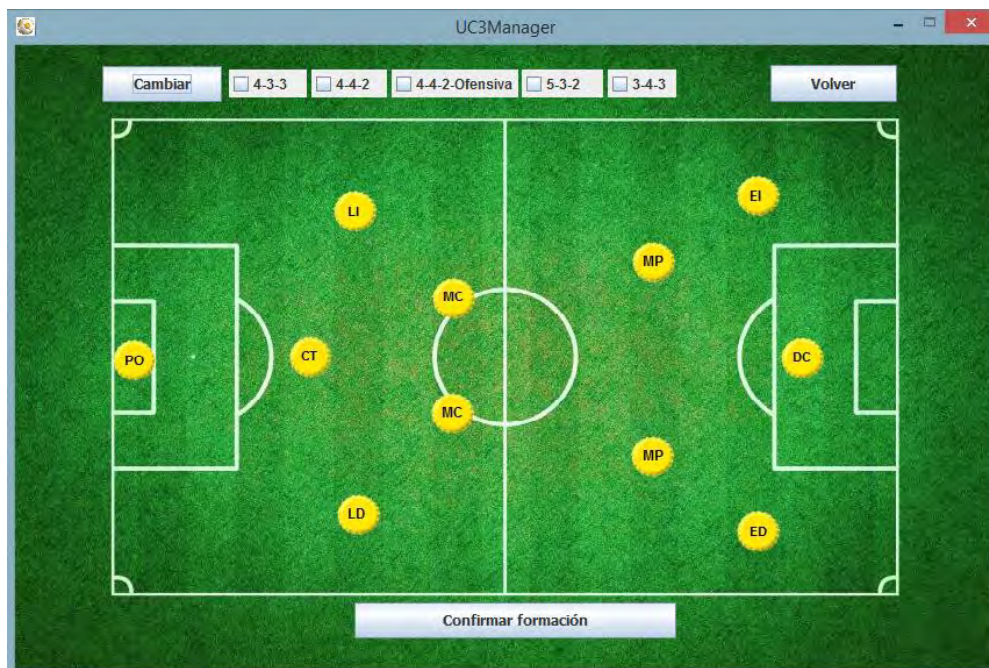 UC3Manager
Cambiar 4-3-3 4-4-2 4-4-2-Ofensiva 5-3-2 3-4-3 Volver
EI
LI
MP
MC
PO CT DC
MC
MP
LD
ED
Confirmar formación